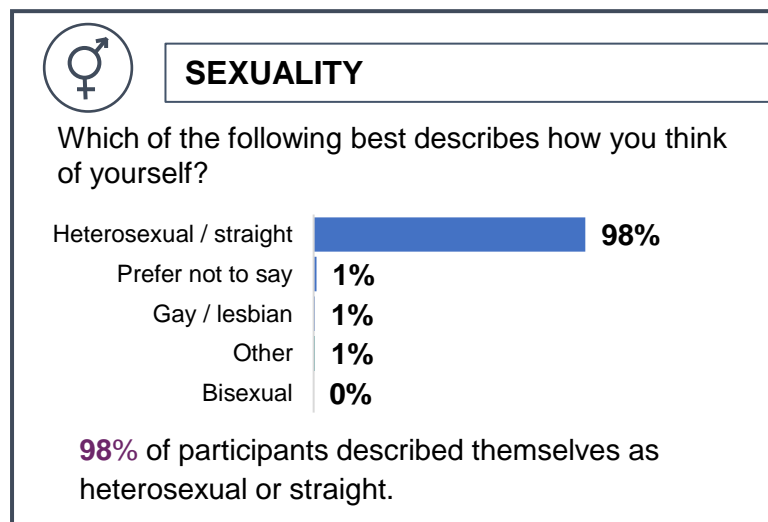 SEXUALITY
Which of the following best describes how you think
of yourself?
Heterosexual / straight 98%
Prefer not to say 1%
Gay / lesbian 1%
Other 1%
Bisexual 0%
98% of participants described themselves as
heterosexual or straight.